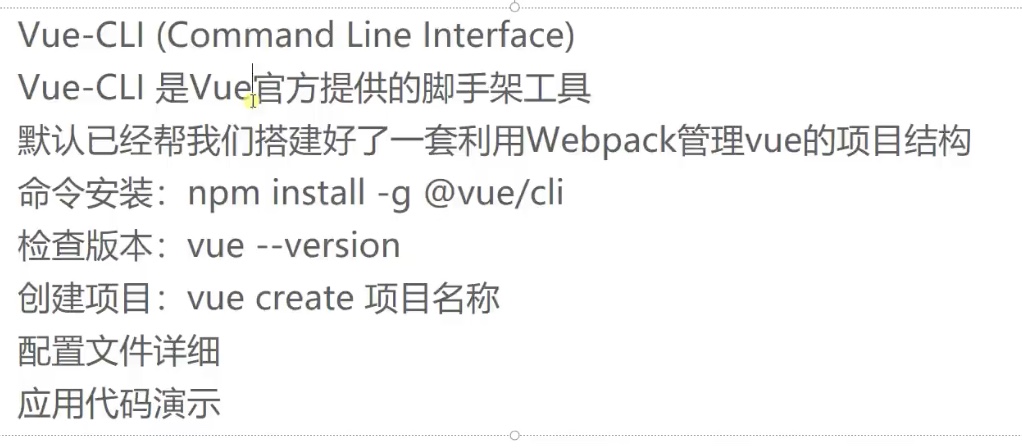 Vue-CLI (Command Line Interface)
Vue-CLI 是Vue官方提供的脚手架工具
默认已经帮我们搭建好了一套利用Webpack管理vue的项目结构
命令安装：npm install -g @vue/cli
检查版本：vue --version
创建项目：vue create 项目名称
配置文件详细
应用代码演示